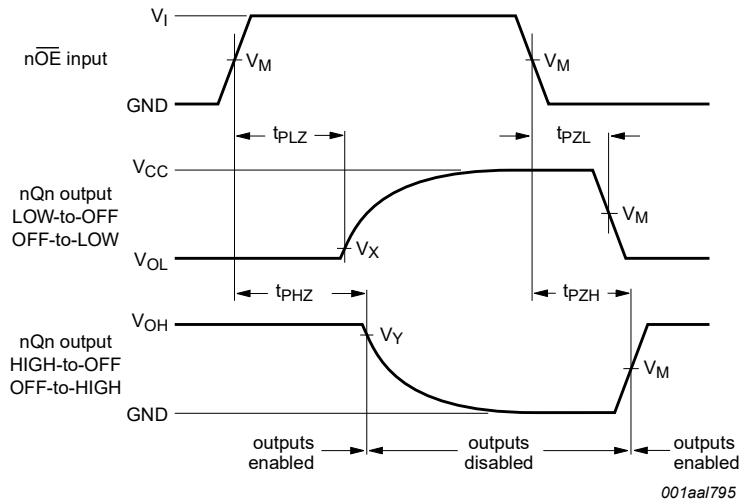 V_I
nO̅E̅ input
V_M
V_M
GND
t_PLZ
t_PZL
V_CC
nQn output
LOW-to-OFF
OFF-to-LOW
V_M
V_X
V_OL
t_PHZ
t_PZH
V_OH
nQn output
HIGH-to-OFF
OFF-to-HIGH
V_Y
V_M
GND
outputs
enabled
outputs
disabled
outputs
enabled
001aal795